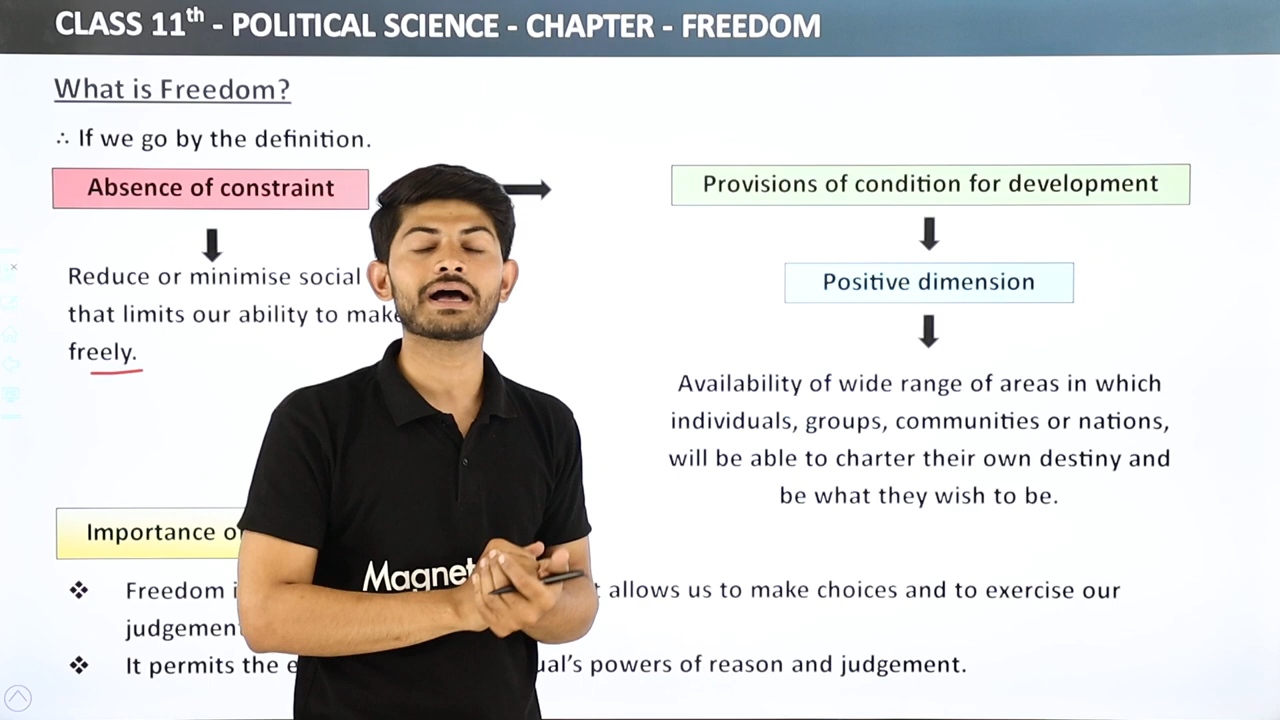 CLASS 11th - POLITICAL SCIENCE - CHAPTER - FREEDOM
What is Freedom?
∴ If we go by the definition.
Absence of constraint
Provisions of condition for development
Reduce or minimise social
that limits our ability to make
freely.
Positive dimension
Availability of wide range of areas in which
individuals, groups, communities or nations,
will be able to charter their own destiny and
be what they wish to be.
Importance
Magnet
❖ Freedom allows us to make choices and to exercise our
judgement
❖ It permits the powers of reason and judgement.